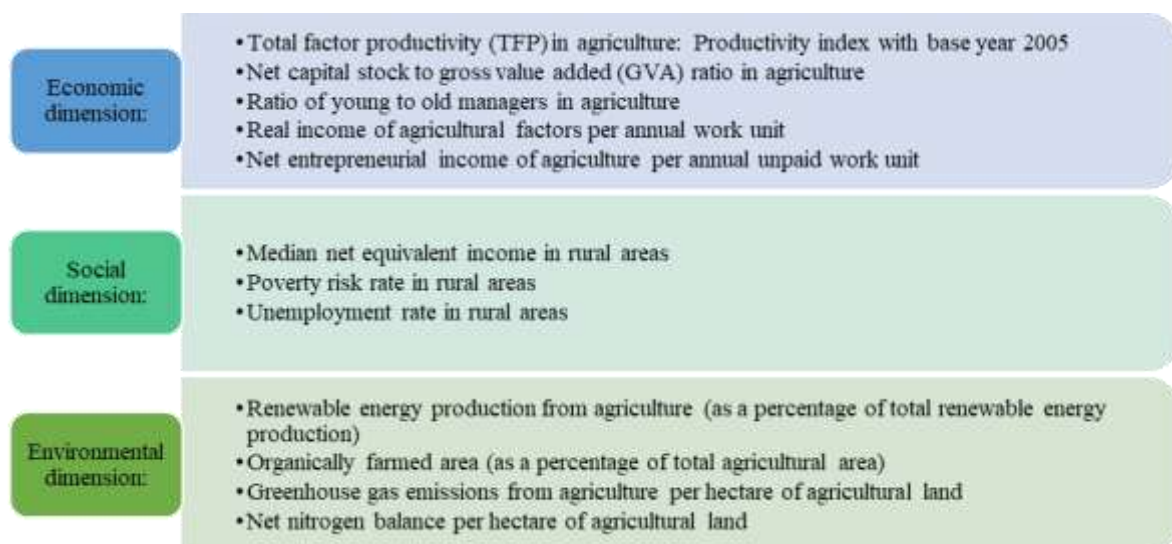 Economic
dimension:
•Total factor productivity (TFP) in agriculture: Productivity index with base year 2005
•Net capital stock to gross value added (GVA) ratio in agriculture
•Ratio of young to old managers in agriculture
•Real income of agricultural factors per annual work unit
•Net entrepreneurial income of agriculture per annual unpaid work unit
Social
dimension:
•Median net equivalent income in rural areas
•Poverty risk rate in rural areas
•Unemployment rate in rural areas
Environmental
dimension:
•Renewable energy production from agriculture (as a percentage of total renewable energy
production)
•Organically farmed area (as a percentage of total agricultural area)
•Greenhouse gas emissions from agriculture per hectare of agricultural land
•Net nitrogen balance per hectare of agricultural land